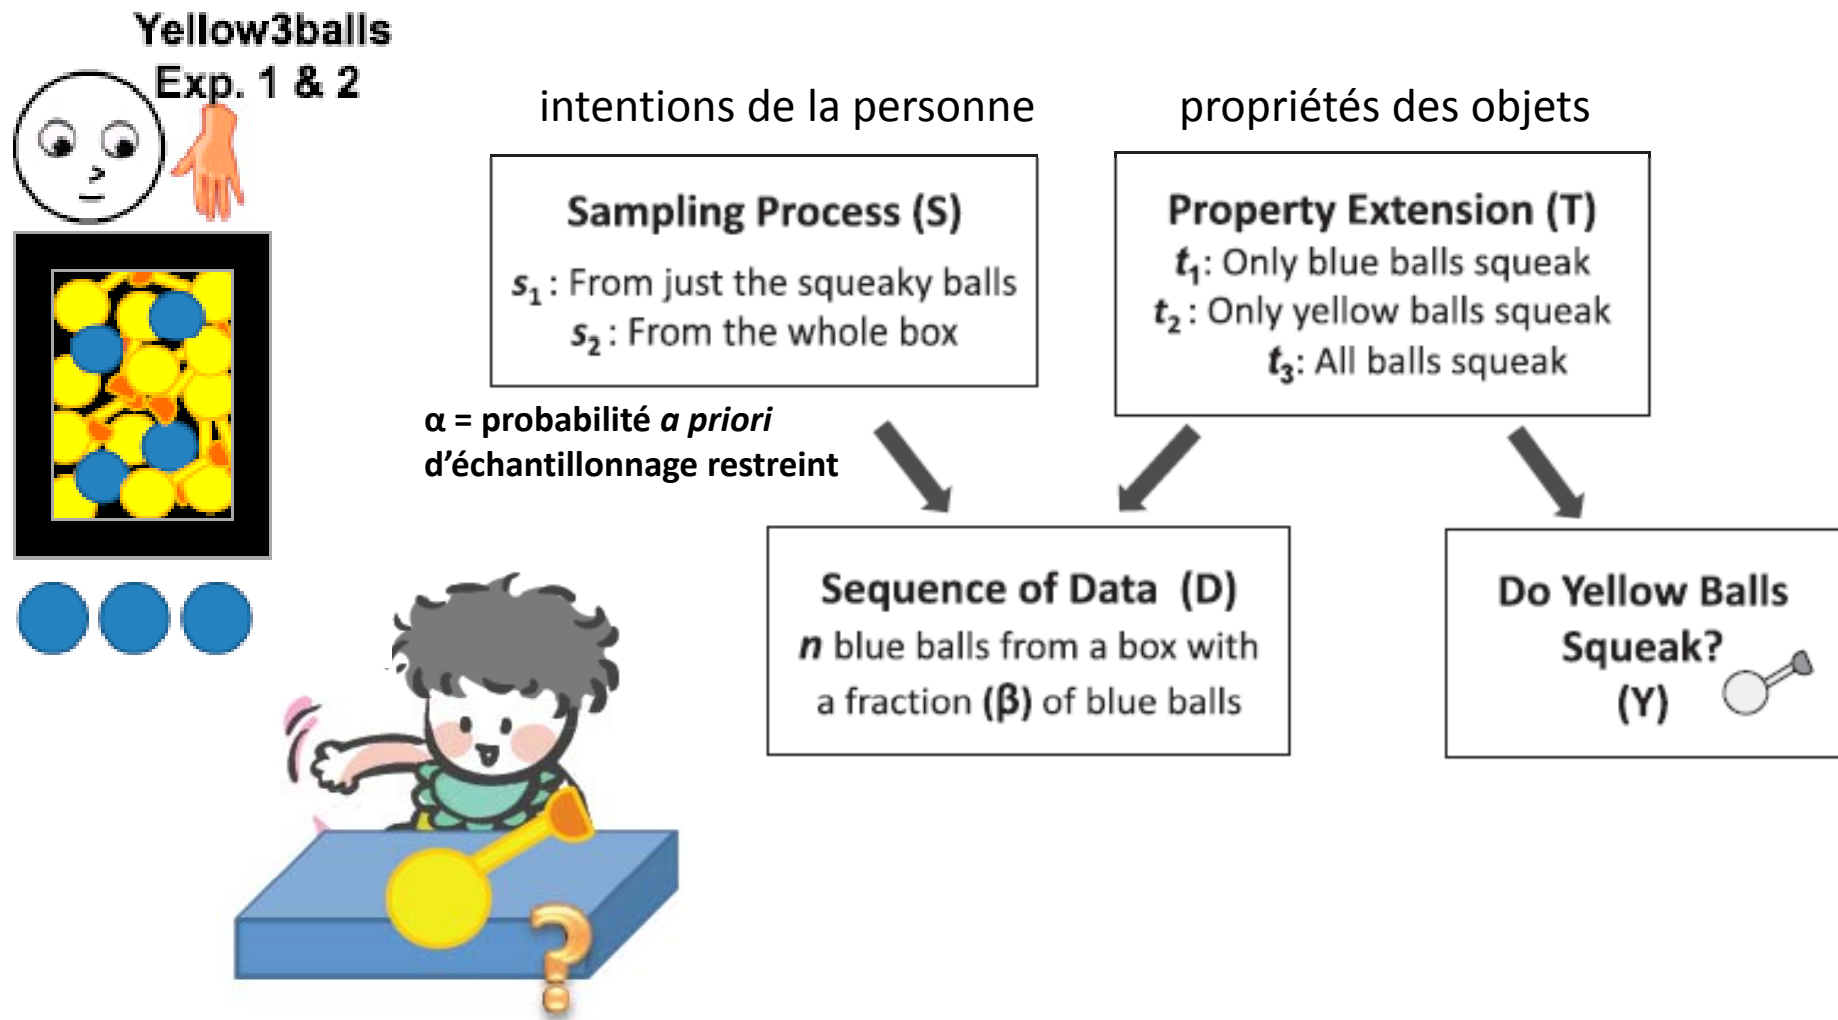 Yellow3balls
Exp. 1 & 2
intentions de la personne
propriétés des objets
Sampling Process (S)
s1 : From just the squeaky balls
s2 : From the whole box
Property Extension (T)
t1: Only blue balls squeak
t2 : Only yellow balls squeak
t3: All balls squeak
α = probabilité a priori
d'échantillonnage restreint
Sequence of Data (D)
n blue balls from a box with
a fraction (β) of blue balls
Do Yellow Balls
Squeak?
(Y)
?